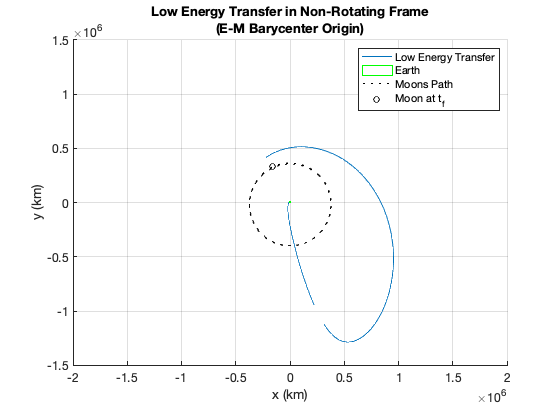 Low Energy Transfer in Non-Rotating Frame
(E-M Barycenter Origin)
×10^6
1.5
1
0.5
0
-0.5
-1
-1.5
y (km)
Low Energy Transfer
Earth
Moons Path
Moon at t_f
-2
-1.5
-1
-0.5
0
0.5
1
1.5
2
x (km)
×10^6